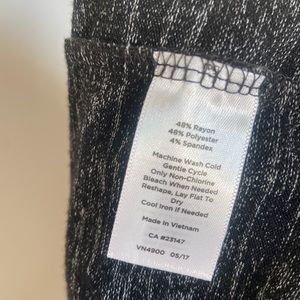 48% Rayon
48% Polyester
4% Spandex
Machine Wash Cold
Gentle Cycle
Only Non-Chlorine
Bleach When Needed
Reshape, Lay Flat To
Dry
Cool Iron If Needed
Made in Vietnam
CA #23147
VN4900 05/17